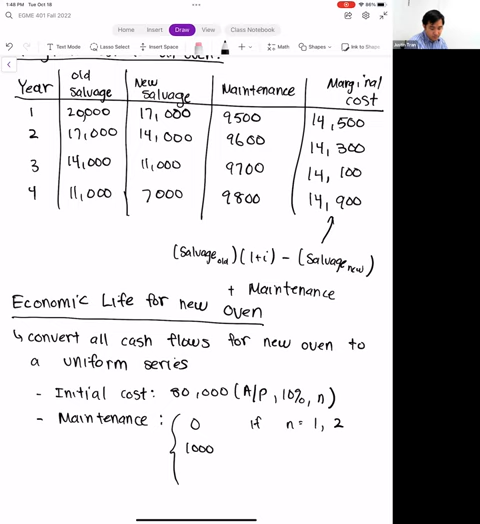 1:48 PM Tue Oct 18
66%
EGME 401 Fall 2022
Home Insert Draw View Class Notebook
Text Mode Lasso Select Insert Space Shapes Ink to Shape
Year old Salvage New Salvage Maintenance Marginal cost
1 20,000 17,000 9500 14,500
2 17,000 14,000 9600 14,300
3 14,000 11,000 9700 14,100
4 11,000 7000 9800 14,900
(Salvage old)(1+i) - (Salvage new)
+ Maintenance
Economic Life for new oven
↳ convert all cash flows for new oven to
a uniform series
- Initial cost: 80,000 (A/P, 10%, n)
- Maintenance : { 0 if n = 1, 2
1000